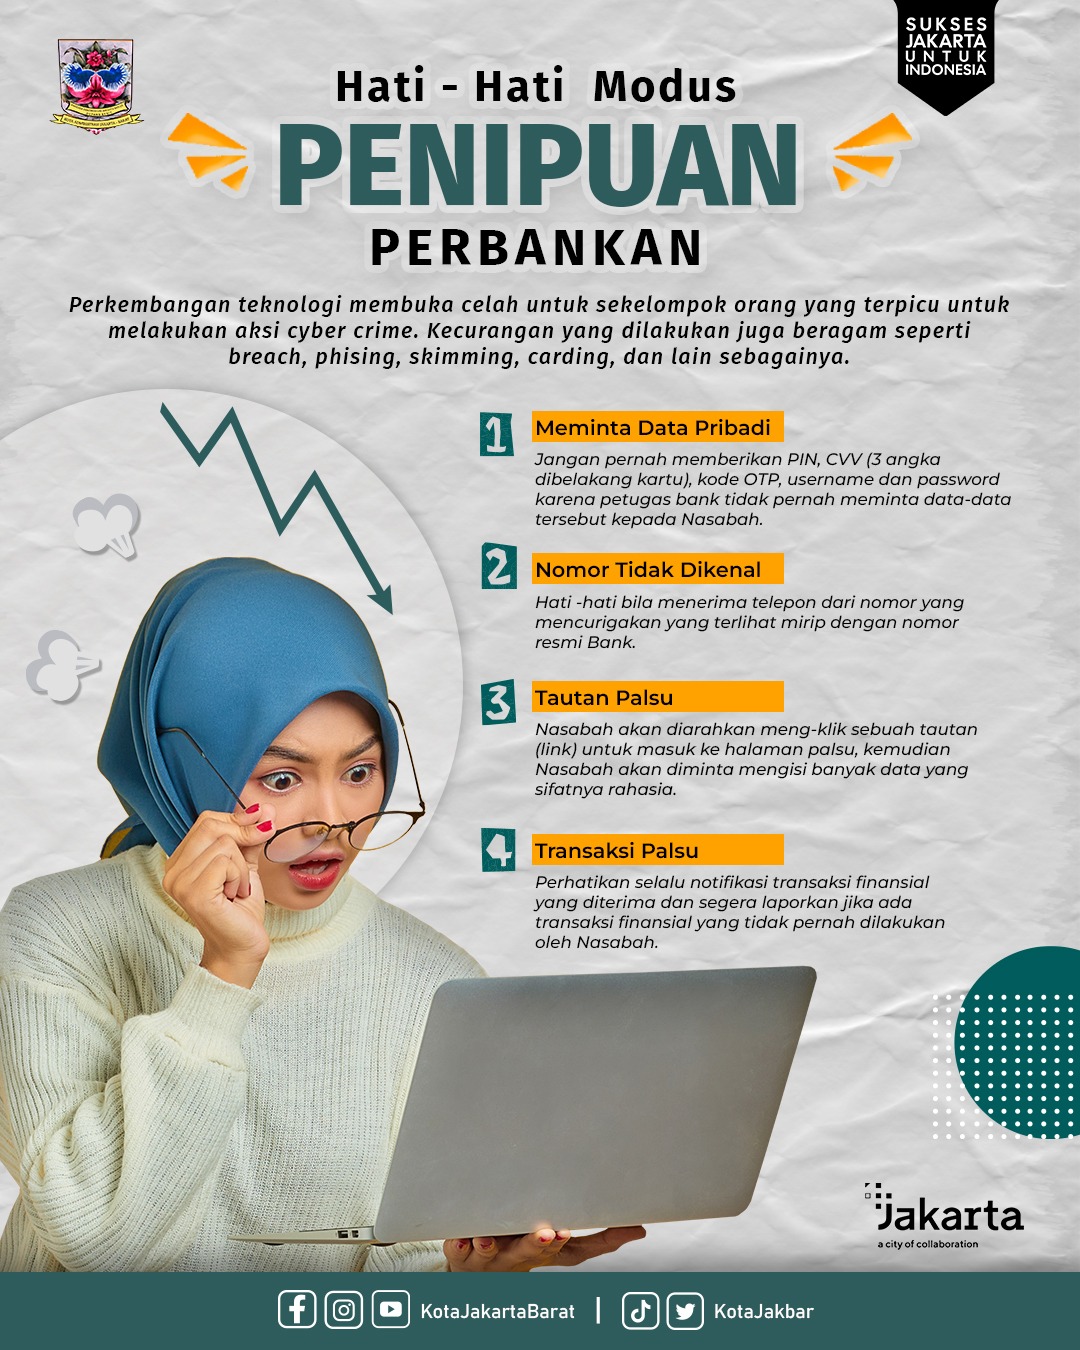 SUKSES
JAKARTA
UNTUK
INDONESIA
Hati - Hati Modus
PENIPUAN
PERBANKAN
Perkembangan teknologi membuka celah untuk sekelompok orang yang terpicu untuk
melakukan aksi cyber crime. Kecurangan yang dilakukan juga beragam seperti
breach, phising, skimming, carding, dan lain sebagainya.
1 Meminta Data Pribadi
Jangan pernah memberikan PIN, CVV (3 angka
dibelakang kartu), kode OTP, username dan password
karena petugas bank tidak pernah meminta data-data
tersebut kepada Nasabah.
2 Nomor Tidak Dikenal
Hati -hati bila menerima telepon dari nomor yang
mencurigakan yang terlihat mirip dengan nomor
resmi Bank.
3 Tautan Palsu
Nasabah akan diarahkan meng-klik sebuah tautan
(link) untuk masuk ke halaman palsu, kemudian
Nasabah akan diminta mengisi banyak data yang
sifatnya rahasia.
4 Transaksi Palsu
Perhatikan selalu notifikasi transaksi finansial
yang diterima dan segera laporkan jika ada
transaksi finansial yang tidak pernah dilakukan
oleh Nasabah.
Jakarta
a city of collaboration
KotaJakartaBarat | KotaJakbar